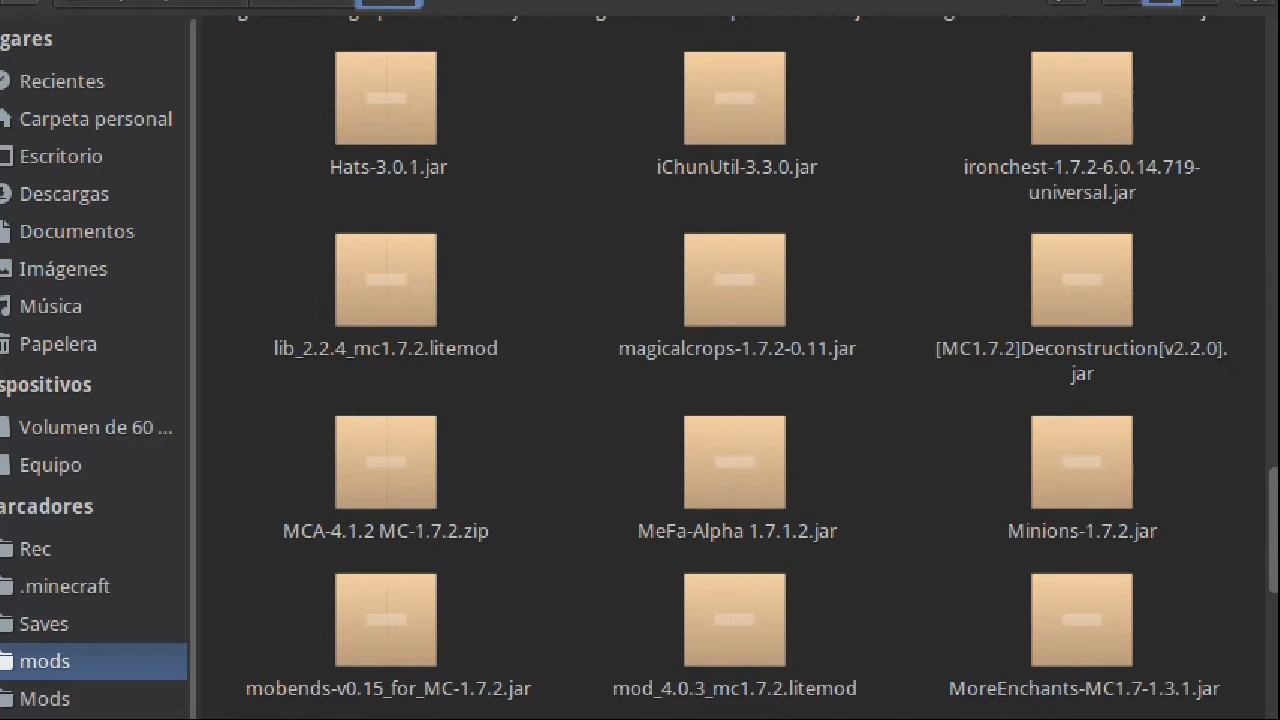 gares
Recientes
Carpeta personal
Escritorio
Descargas
Documentos
Imágenes
Música
Papelera
spositivos
Volumen de 60 ...
Equipo
arcadores
Rec
.minecraft
Saves
mods
Mods
Hats-3.0.1.jar
iChunUtil-3.3.0.jar
ironchest-1.7.2-6.0.14.719-
universal.jar
lib_2.2.4_mc1.7.2.litemod
magicalcrops-1.7.2-0.11.jar
[MC1.7.2]Deconstruction[v2.2.0].
jar
MCA-4.1.2 MC-1.7.2.zip
MeFa-Alpha 1.7.1.2.jar
Minions-1.7.2.jar
mobends-v0.15_for_MC-1.7.2.jar
mod_4.0.3_mc1.7.2.litemod
MoreEnchants-MC1.7-1.3.1.jar